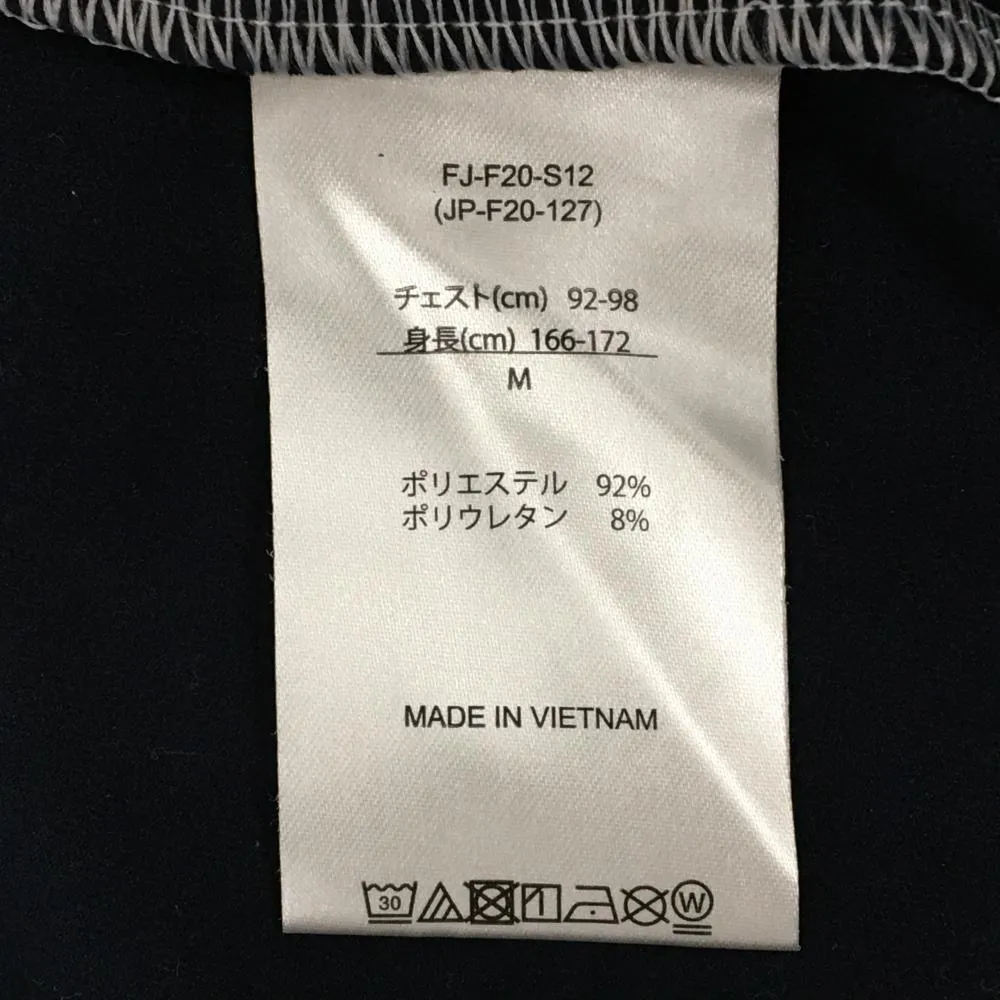 FJ-F20-S12
(JP-F20-127)
チェスト(cm) 92-98
身長(cm) 166-172
M
ポリエステル 92%
ポリウレタン 8%
MADE IN VIETNAM
30 W